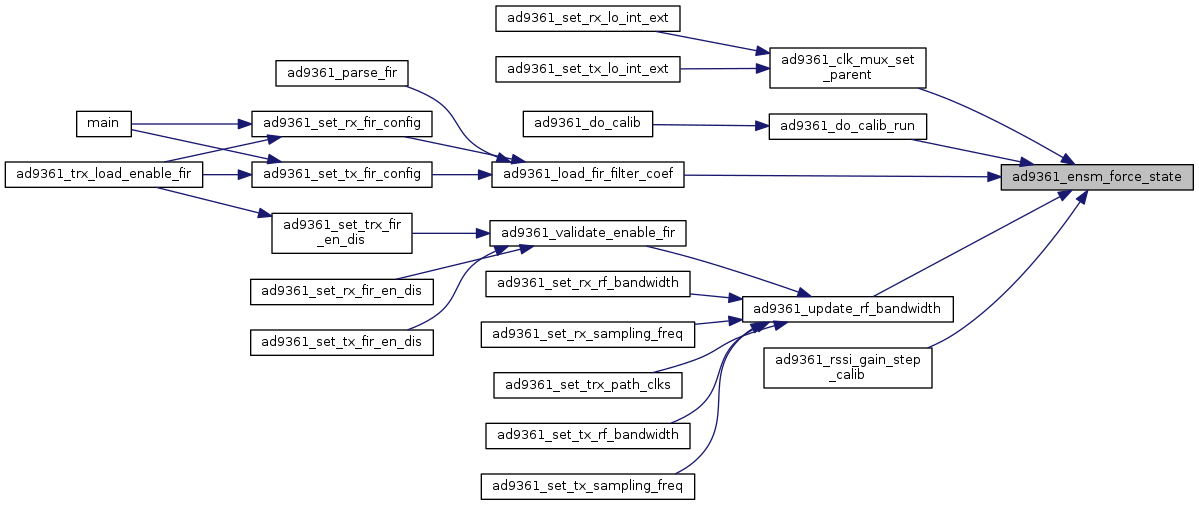 ad9361_set_rx_lo_int_ext
ad9361_set_tx_lo_int_ext
ad9361_clk_mux_set
_parent
ad9361_parse_fir
main
ad9361_set_rx_fir_config
ad9361_do_calib
ad9361_do_calib_run
ad9361_trx_load_enable_fir
ad9361_set_tx_fir_config
ad9361_load_fir_filter_coef
ad9361_ensm_force_state
ad9361_set_trx_fir
_en_dis
ad9361_validate_enable_fir
ad9361_set_rx_fir_en_dis
ad9361_set_rx_rf_bandwidth
ad9361_update_rf_bandwidth
ad9361_set_tx_fir_en_dis
ad9361_set_rx_sampling_freq
ad9361_rssi_gain_step
_calib
ad9361_set_trx_path_clks
ad9361_set_tx_rf_bandwidth
ad9361_set_tx_sampling_freq